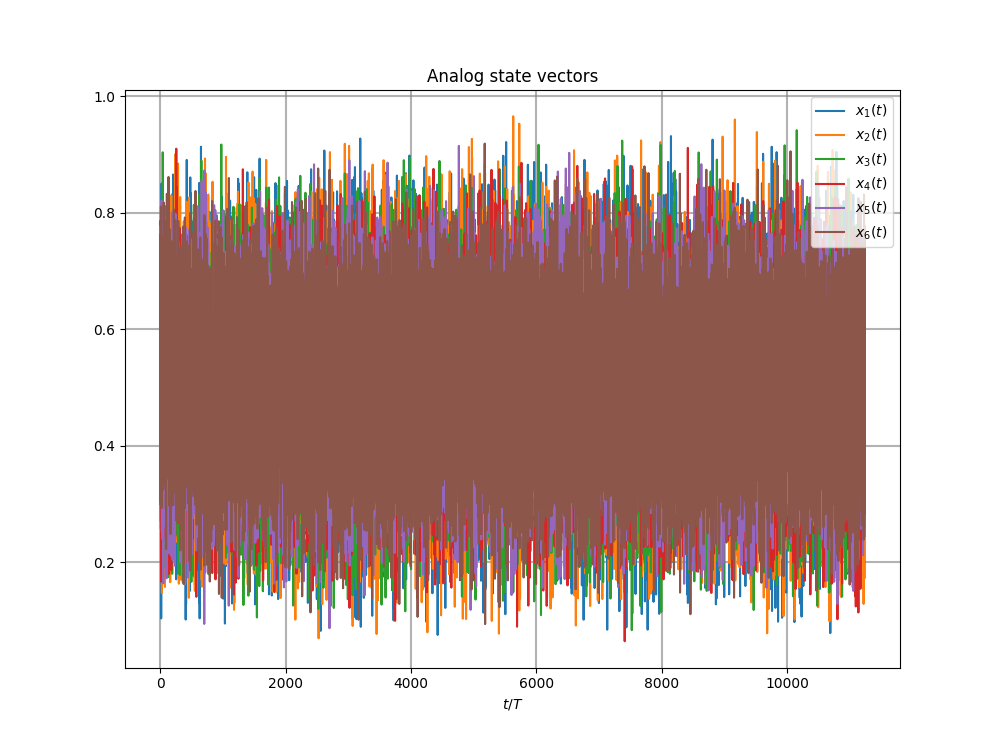 Analog state vectors
1.0
0.8
0.6
0.4
0.2
x₁(t)
x₂(t)
x₃(t)
x₄(t)
x₅(t)
x₆(t)
0 2000 4000 6000 8000 10000
t/T